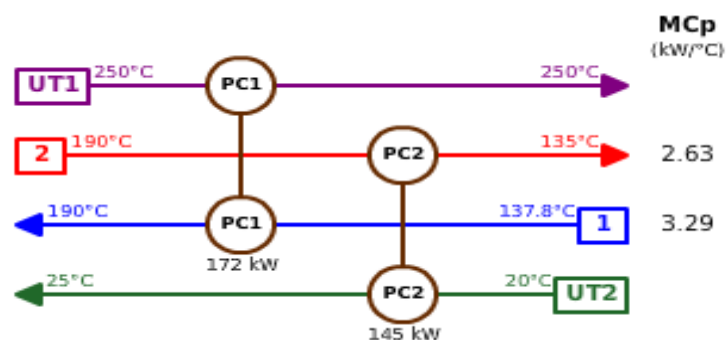 MCp
(kW/°C)
UT1 250°C PC1 250°C
2 190°C PC2 135°C 2.63
190°C PC1 137.8°C 1 3.29
172 kW
25°C PC2 20°C UT2
145 kW